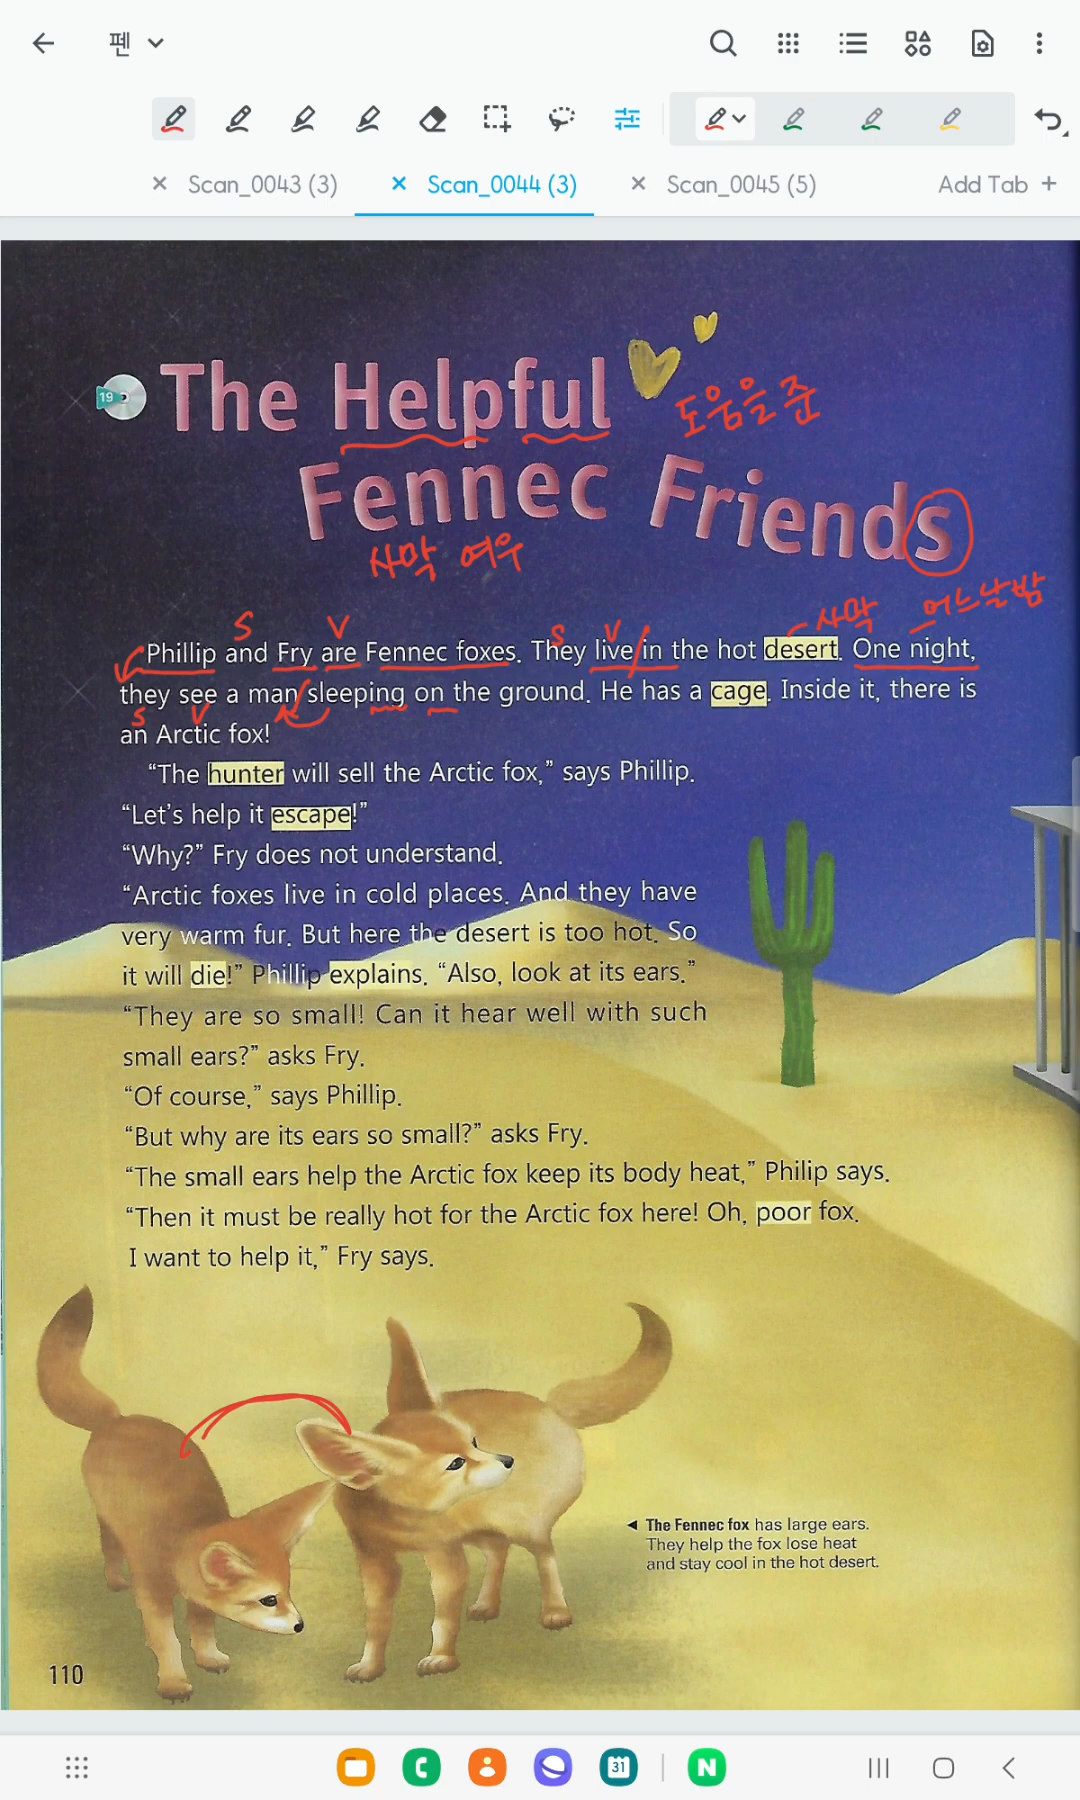 펜
Scan_0043 (3)
Scan_0044 (3)
Scan_0045 (5)
Add Tab +
19
The Helpful
도움을 준
Fennec Friends
사막 여우
사막
어느날 밤
S
V
S
V
Phillip and Fry are Fennec foxes. They live in the hot desert. One night,
they see a man sleeping on the ground. He has a cage. Inside it, there is
S
V
an Arctic fox!
“The hunter will sell the Arctic fox,” says Phillip.
“Let’s help it escape!”
“Why?” Fry does not understand.
“Arctic foxes live in cold places. And they have
very warm fur. But here the desert is too hot. So
it will die!” Phillip explains. “Also, look at its ears.”
“They are so small! Can it hear well with such
small ears?” asks Fry.
“Of course,” says Phillip.
“But why are its ears so small?” asks Fry.
“The small ears help the Arctic fox keep its body heat,” Philip says.
“Then it must be really hot for the Arctic fox here! Oh, poor fox.
I want to help it,” Fry says.
◄ The Fennec fox has large ears.
They help the fox lose heat
and stay cool in the hot desert.
110
31
N